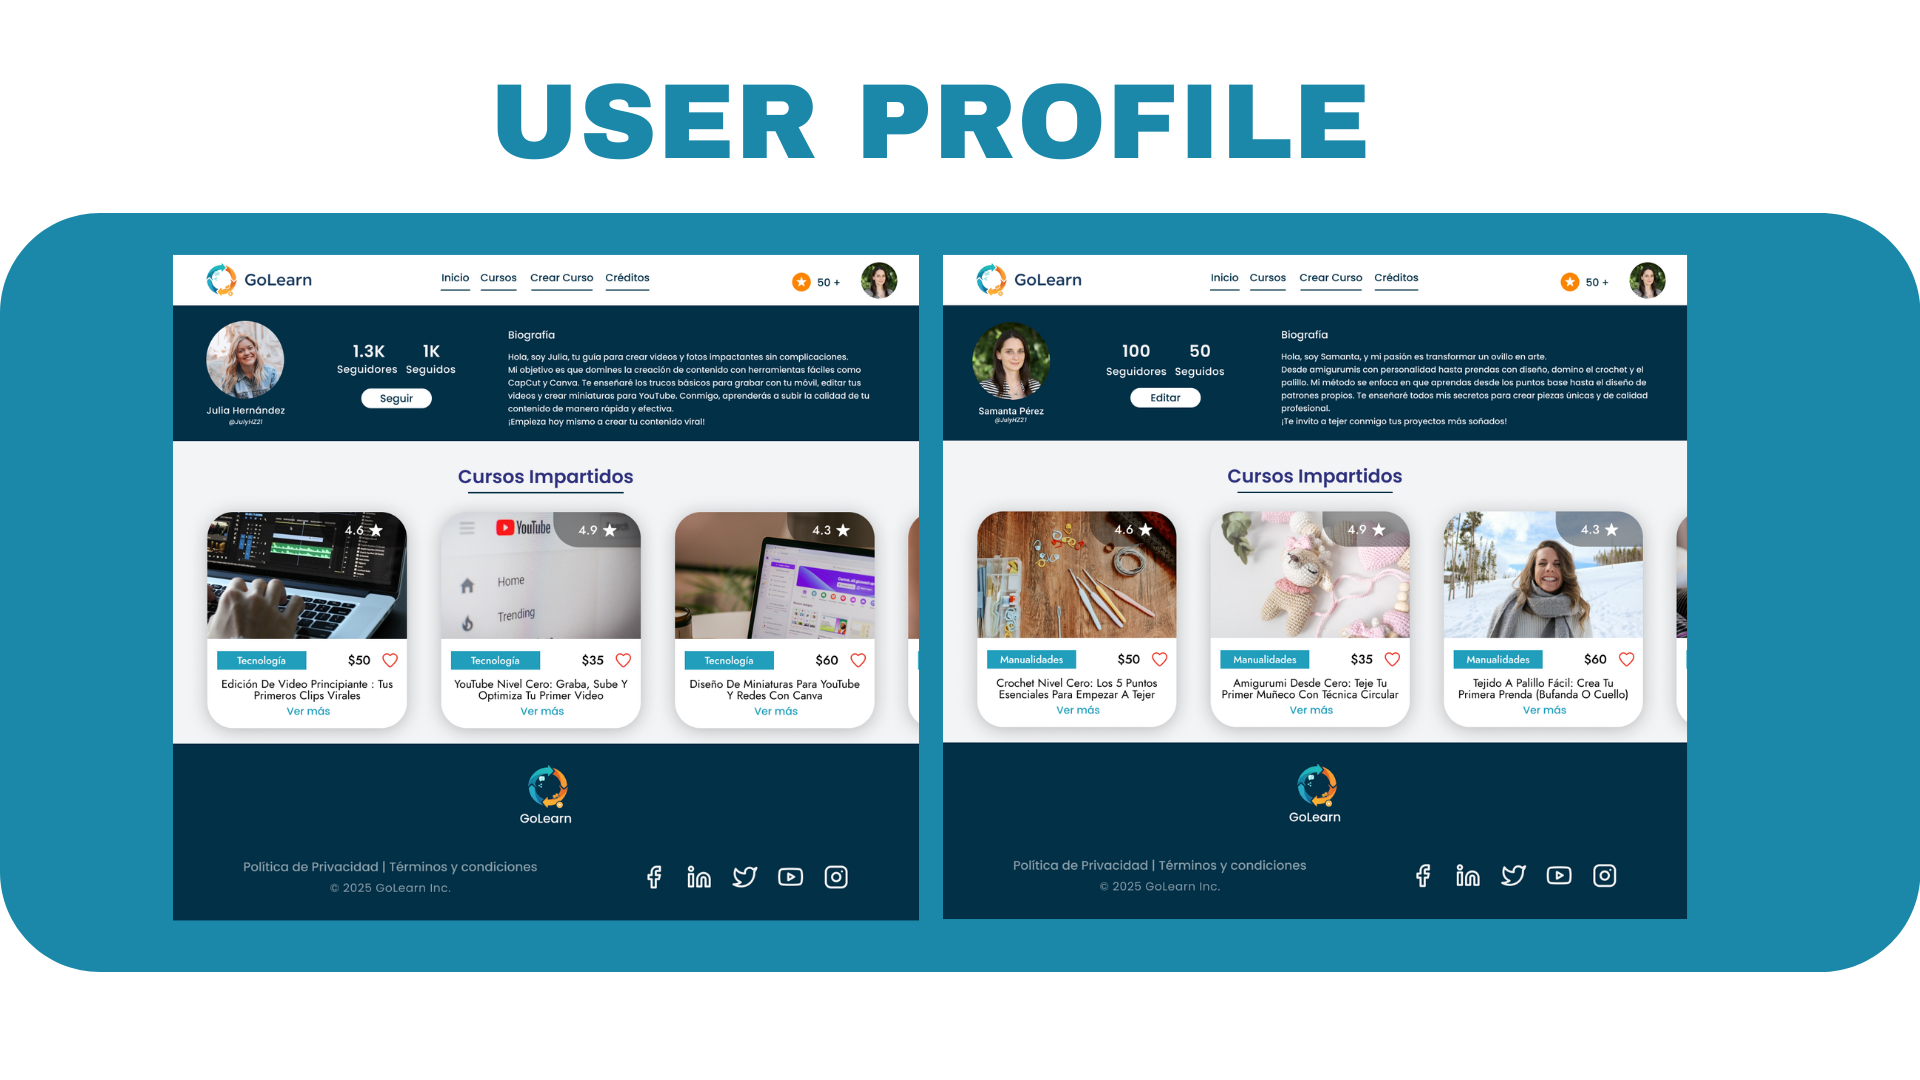 USER PROFILE
GoLearn
Inicio Cursos Crear Curso Créditos
50 +
Julia Hernández
@JulyHZ21
1.3K 1K
Seguidores Seguidos
Seguir
Biografía
Hola, soy Julia, tu guía para crear videos y fotos impactantes sin complicaciones.
Mi objetivo es que domines la creación de contenido con herramientas fáciles como
CapCut y Canva. Te enseñaré los trucos básicos para grabar con tu móvil, editar tus
videos y crear miniaturas para YouTube. Conmigo, aprenderás a subir la calidad de tu
contenido de manera rápida y efectiva.
¡Empieza hoy mismo a crear tu contenido viral!
Cursos Impartidos
4.6
Tecnología $50
Edición De Video Principiante : Tus
Primeros Clips Virales
Ver más
YouTube
4.9
Home
Trending
Tecnología $35
YouTube Nivel Cero: Graba, Sube Y
Optimiza Tu Primer Video
Ver más
4.3
Tecnología $60
Diseño De Miniaturas Para YouTube
Y Redes Con Canva
Ver más
GoLearn
Política de Privacidad | Términos y condiciones
© 2025 GoLearn Inc.
GoLearn
Inicio Cursos Crear Curso Créditos
50 +
Samanta Pérez
@JulyHZ21
100 50
Seguidores Seguidos
Editar
Biografía
Hola, soy Samanta, y mi pasión es transformar un ovillo en arte.
Desde amigurumis con personalidad hasta prendas con diseño, domino el crochet y el
palillo. Mi método se enfoca en que aprendas desde los puntos base hasta el diseño de
patrones propios. Te enseñaré todos mis secretos para crear piezas únicas y de calidad
profesional.
¡Te invito a tejer conmigo tus proyectos más soñados!
Cursos Impartidos
4.6
Manualidades $50
Crochet Nivel Cero: Los 5 Puntos
Esenciales Para Empezar A Tejer
Ver más
4.9
Manualidades $35
Amigurumi Desde Cero: Teje Tu
Primer Muñeco Con Técnica Circular
Ver más
4.3
Manualidades $60
Tejido A Palillo Fácil: Crea Tu
Primera Prenda (Bufanda O Cuello)
Ver más
GoLearn
Política de Privacidad | Términos y condiciones
© 2025 GoLearn Inc.